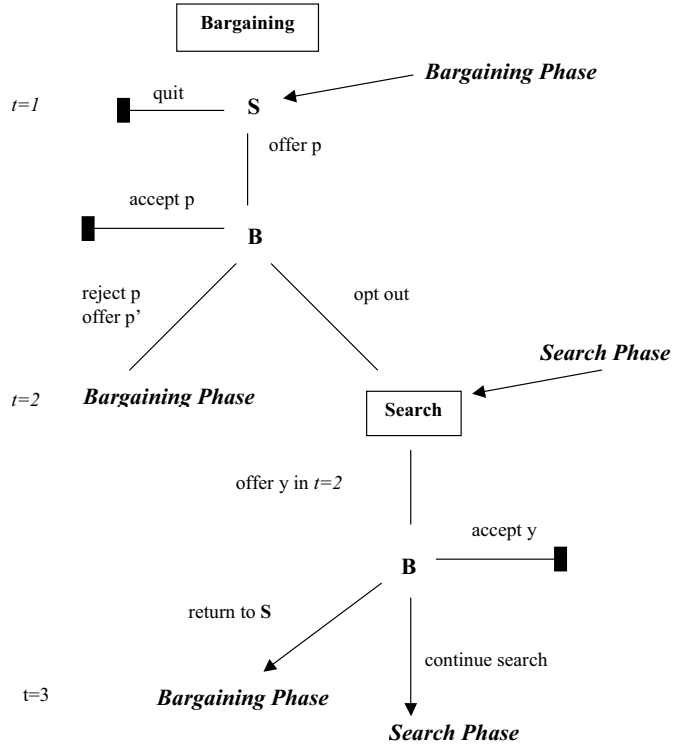 Bargaining
Bargaining Phase
t=1
quit
S
offer p
accept p
B
reject p
offer p’
opt out
Search Phase
t=2
Bargaining Phase
Search
offer y in t=2
accept y
B
return to S
continue search
t=3
Bargaining Phase
Search Phase